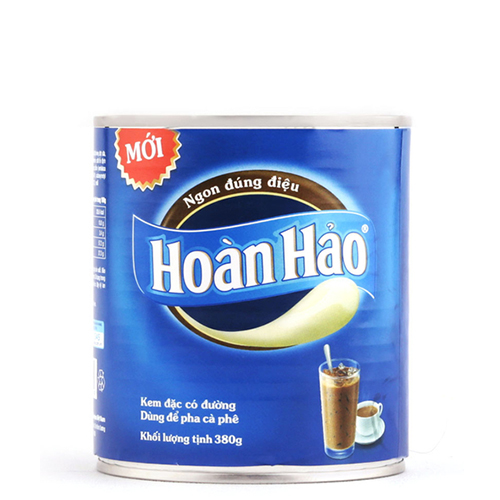 MỚI
Ngon đúng điệu
Hoàn Hảo®
Kem đặc có đường
Dùng để pha cà phê
Khối lượng tịnh 380g